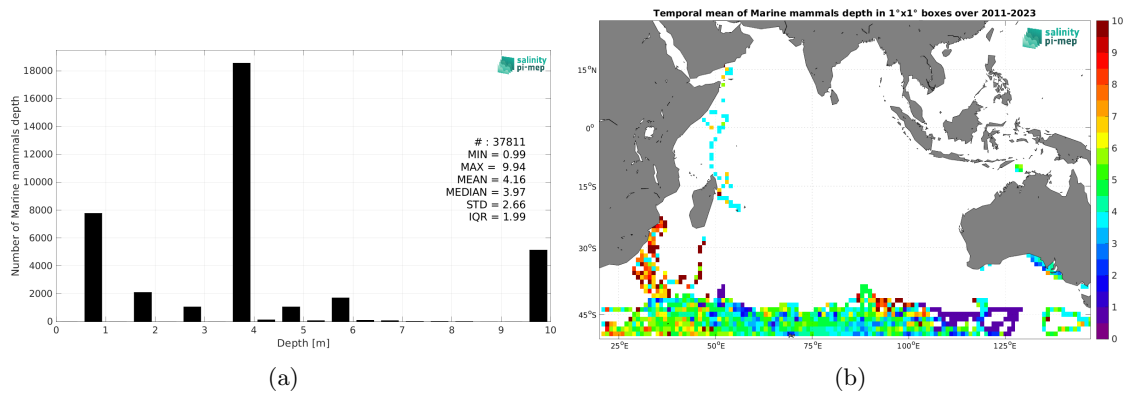 Temporal mean of Marine mammals depth in 1°x1° boxes over 2011-2023
salinity
pi-mep
18000
16000
14000
12000
10000
8000
6000
4000
2000
0
Number of Marine mammals depth
# : 37811
MIN = 0.99
MAX = 9.94
MEAN = 4.16
MEDIAN = 3.97
STD = 2.66
IQR = 1.99
0 1 2 3 4 5 6 7 8 9 10
Depth [m]
(a)
salinity
pi-mep
15°N
0°
15°S
30°S
45°S
25°E 50°E 75°E 100°E 125°E
10
9
8
7
6
5
4
3
2
1
0
(b)